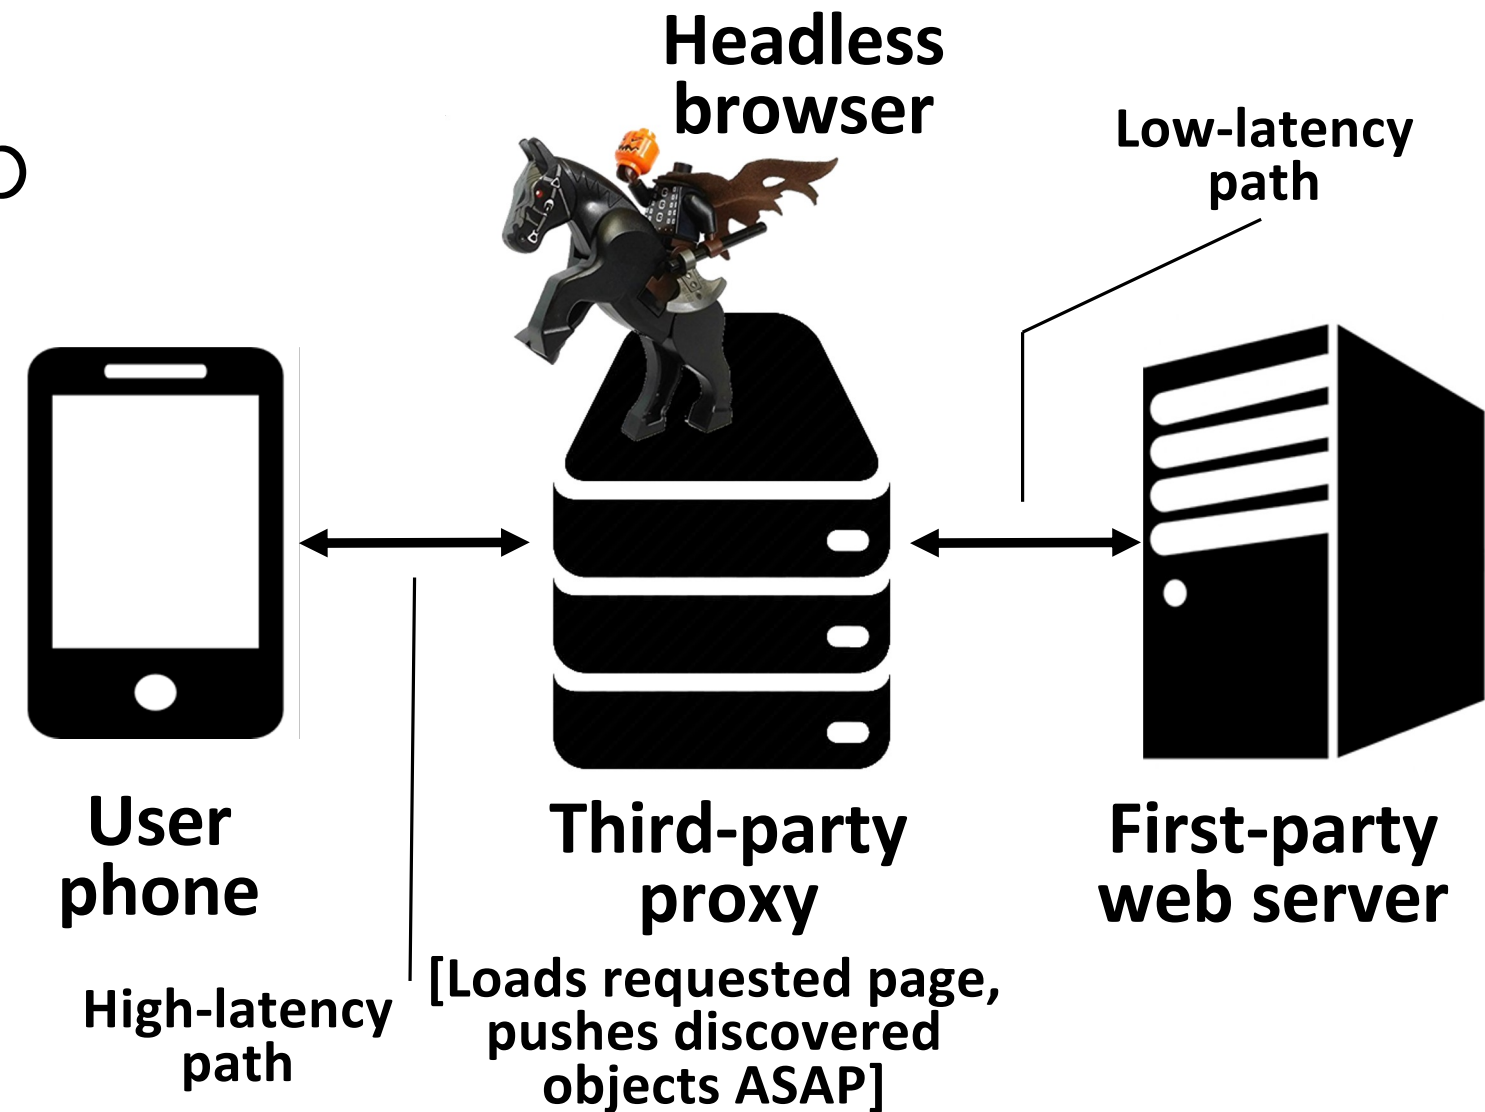 Headless
browser
Low-latency
path
User
phone
Third-party
proxy
First-party
web server
High-latency
path
[Loads requested page,
pushes discovered
objects ASAP]